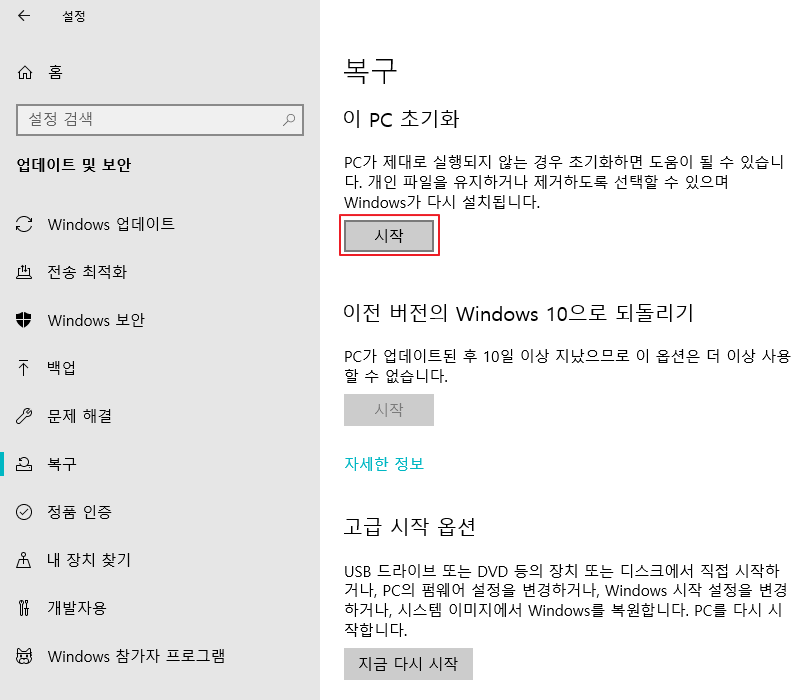 설정
홈
설정 검색
업데이트 및 보안
Windows 업데이트
전송 최적화
Windows 보안
백업
문제 해결
복구
정품 인증
내 장치 찾기
개발자용
Windows 참가자 프로그램
복구
이 PC 초기화
PC가 제대로 실행되지 않는 경우 초기화하면 도움이 될 수 있습니
다. 개인 파일을 유지하거나 제거하도록 선택할 수 있으며
Windows가 다시 설치됩니다.
시작
이전 버전의 Windows 10으로 되돌리기
PC가 업데이트된 후 10일 이상 지났으므로 이 옵션은 더 이상 사용
할 수 없습니다.
시작
자세한 정보
고급 시작 옵션
USB 드라이브 또는 DVD 등의 장치 또는 디스크에서 직접 시작하
거나, PC의 펌웨어 설정을 변경하거나, Windows 시작 설정을 변경
하거나, 시스템 이미지에서 Windows를 복원합니다. PC를 다시 시
작합니다.
지금 다시 시작